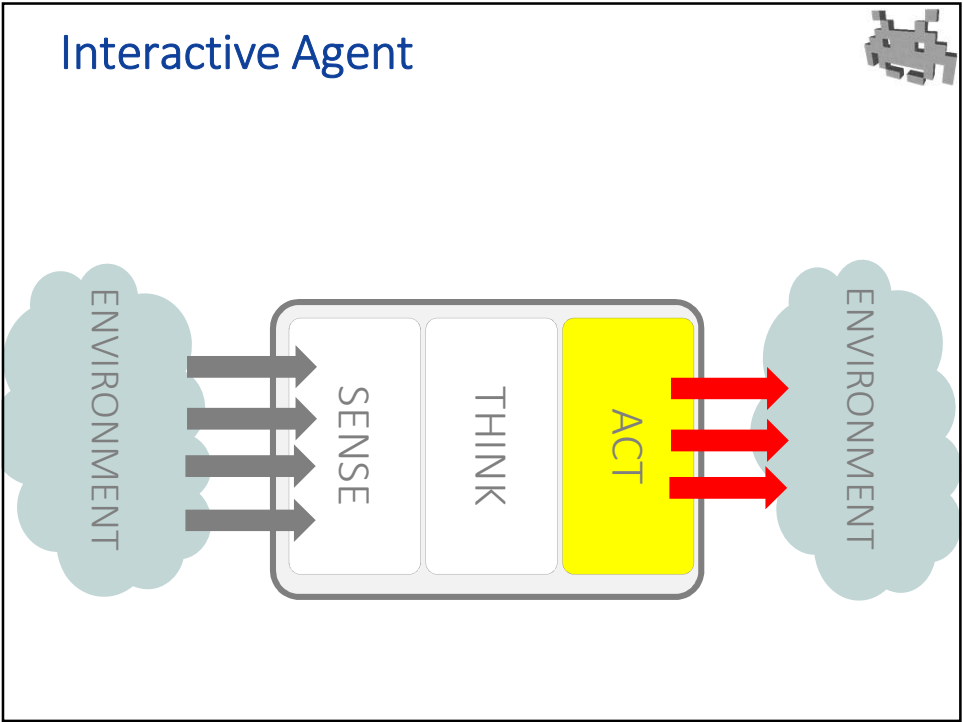 Interactive Agent
ENVIRONMENT
SENSE
THINK
ACT
ENVIRONMENT